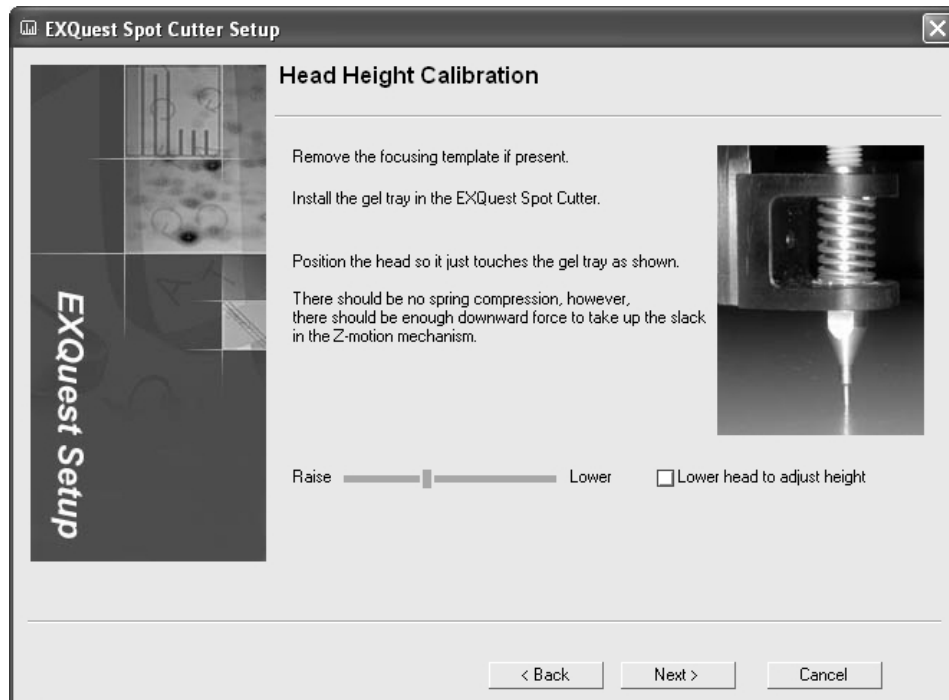 EXQuest Spot Cutter Setup
EXQuest Setup
Head Height Calibration
Remove the focusing template if present.
Install the gel tray in the EXQuest Spot Cutter.
Position the head so it just touches the gel tray as shown.
There should be no spring compression, however,
there should be enough downward force to take up the slack
in the Z-motion mechanism.
Raise
Lower
Lower head to adjust height
< Back
Next >
Cancel